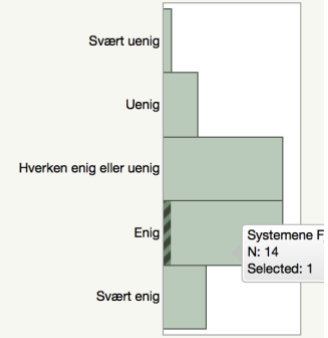 Svært uenig
Uenig
Hverken enig eller uenig
Enig
Systemene F
N: 14
Selected: 1
Svært enig